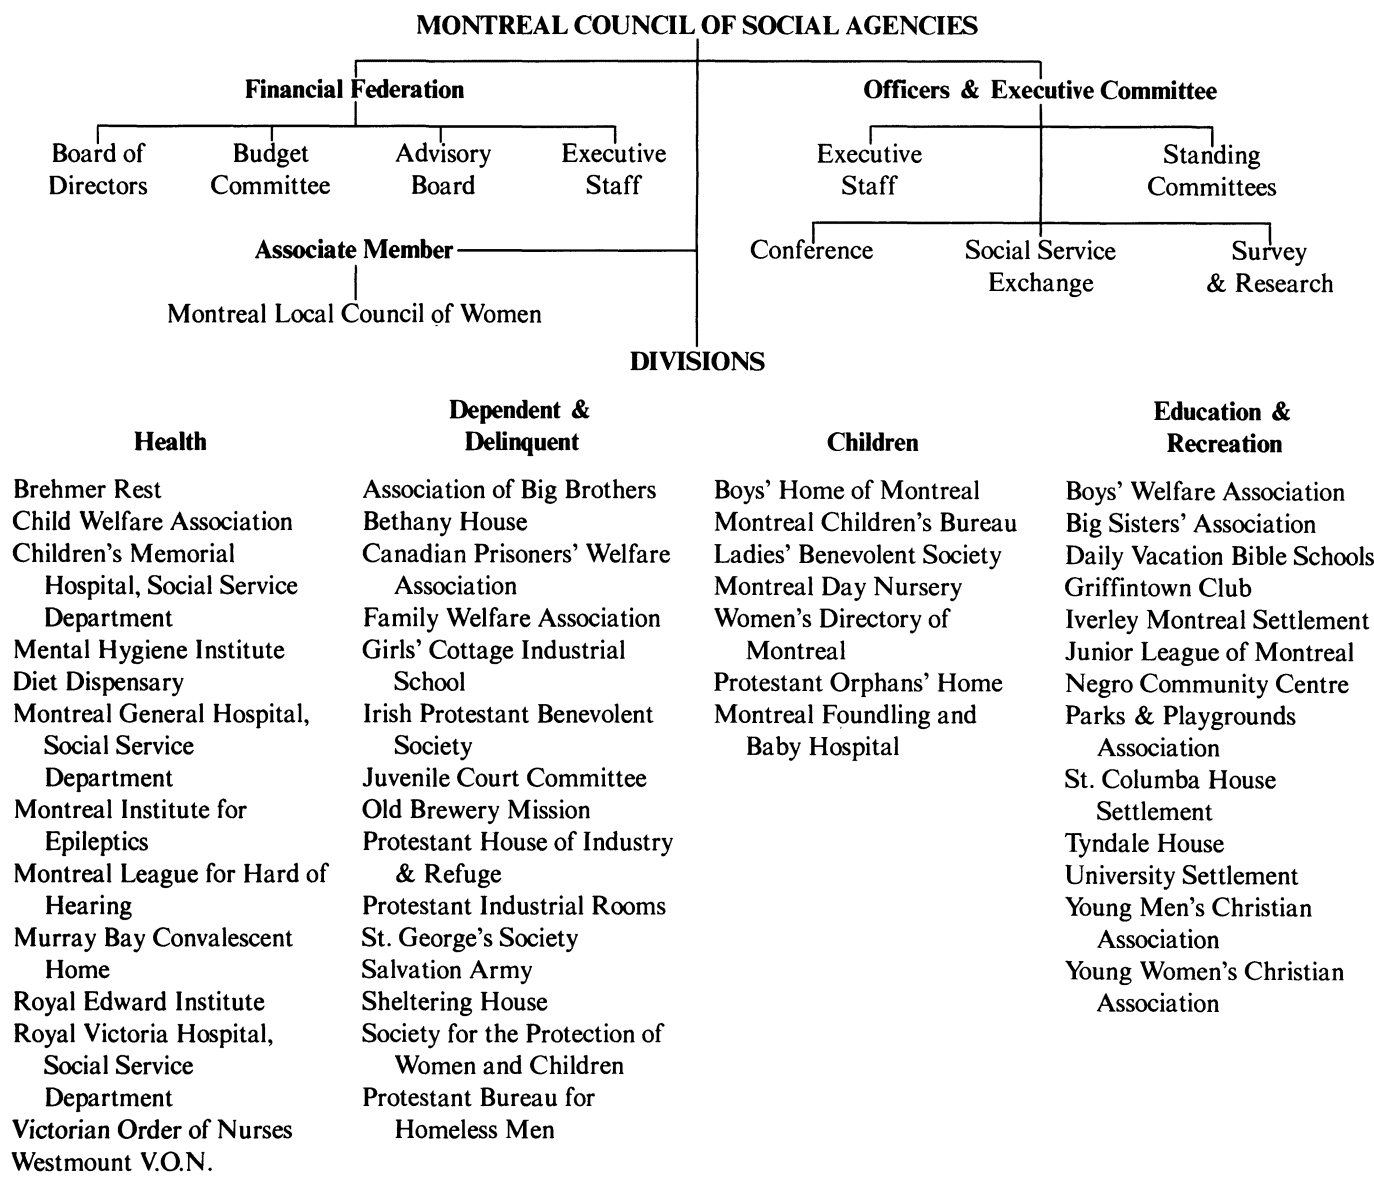 MONTREAL COUNCIL OF SOCIAL AGENCIES
Financial Federation
Officers & Executive Committee
Board of
Directors
Budget
Committee
Advisory
Board
Executive
Staff
Executive
Staff
Standing
Committees
Associate Member
Montreal Local Council of Women
Conference
Social Service
Exchange
Survey
& Research
DIVISIONS
Health
Brehmer Rest
Child Welfare Association
Children's Memorial
Hospital, Social Service
Department
Mental Hygiene Institute
Diet Dispensary
Montreal General Hospital,
Social Service
Department
Montreal Institute for
Epileptics
Montreal League for Hard of
Hearing
Murray Bay Convalescent
Home
Royal Edward Institute
Royal Victoria Hospital,
Social Service
Department
Victorian Order of Nurses
Westmount V.O.N.
Dependent &
Delinquent
Association of Big Brothers
Bethany House
Canadian Prisoners' Welfare
Association
Family Welfare Association
Girls' Cottage Industrial
School
Irish Protestant Benevolent
Society
Juvenile Court Committee
Old Brewery Mission
Protestant House of Industry
& Refuge
Protestant Industrial Rooms
St. George's Society
Salvation Army
Sheltering House
Society for the Protection of
Women and Children
Protestant Bureau for
Homeless Men
Children
Boys' Home of Montreal
Montreal Children's Bureau
Ladies' Benevolent Society
Montreal Day Nursery
Women's Directory of
Montreal
Protestant Orphans' Home
Montreal Foundling and
Baby Hospital
Education &
Recreation
Boys' Welfare Association
Big Sisters' Association
Daily Vacation Bible Schools
Griffintown Club
Iverley Montreal Settlement
Junior League of Montreal
Negro Community Centre
Parks & Playgrounds
Association
St. Columba House
Settlement
Tyndale House
University Settlement
Young Men's Christian
Association
Young Women's Christian
Association